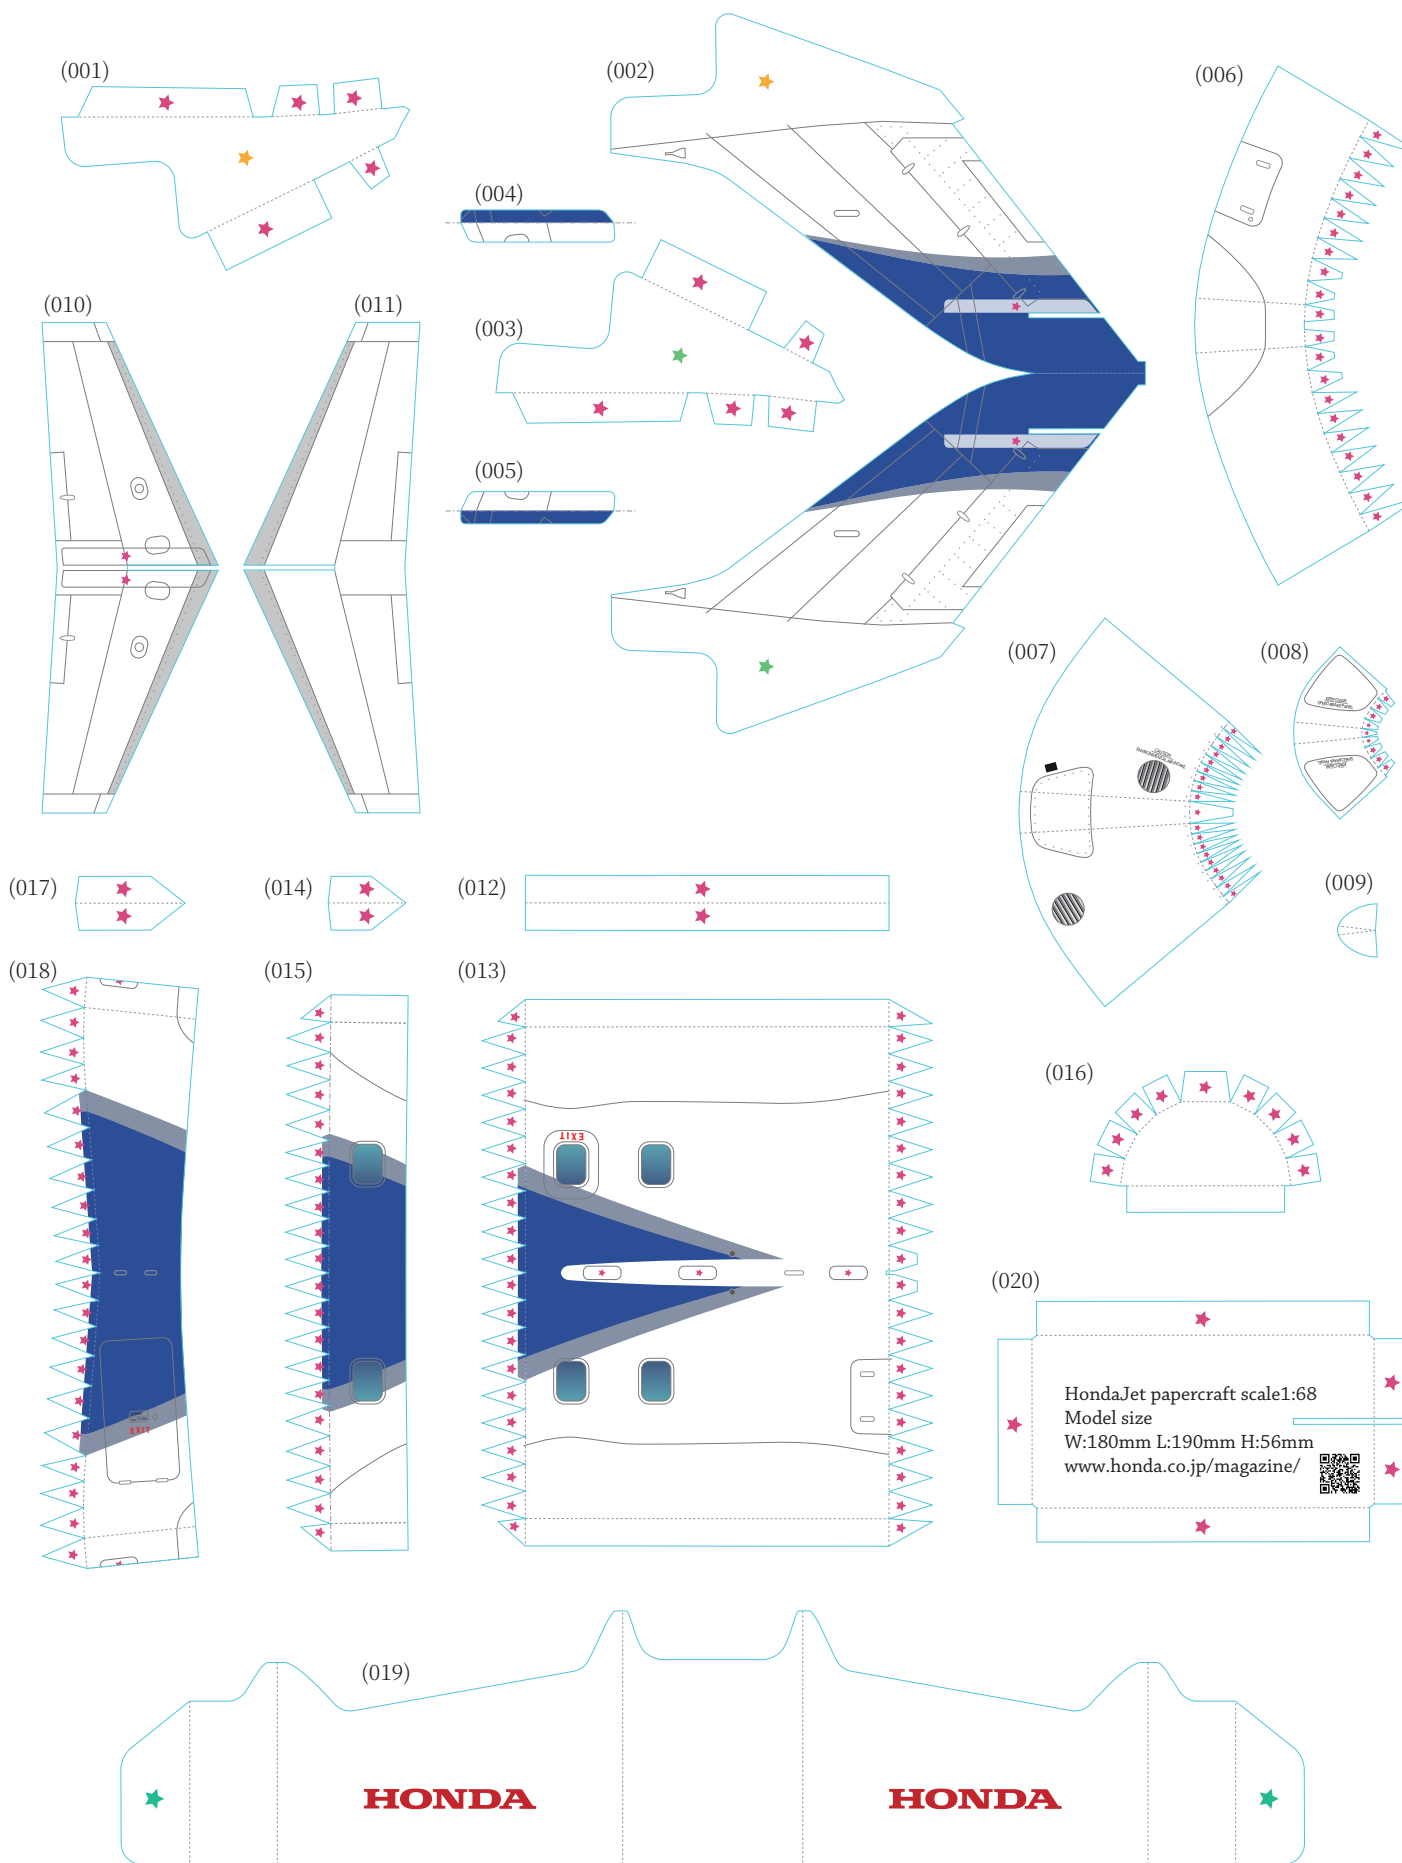 (001)
(002)
(006)
(004)
(010)
(011)
(003)
(005)
(007)
(008)
(017)
(014)
(012)
(009)
(018)
(015)
(013)
(016)
EXIT
(020)
HondaJet papercraft scale1:68
Model size
W:180mm L:190mm H:56mm
www.honda.co.jp/magazine/
EXIT
(019)
HONDA
HONDA